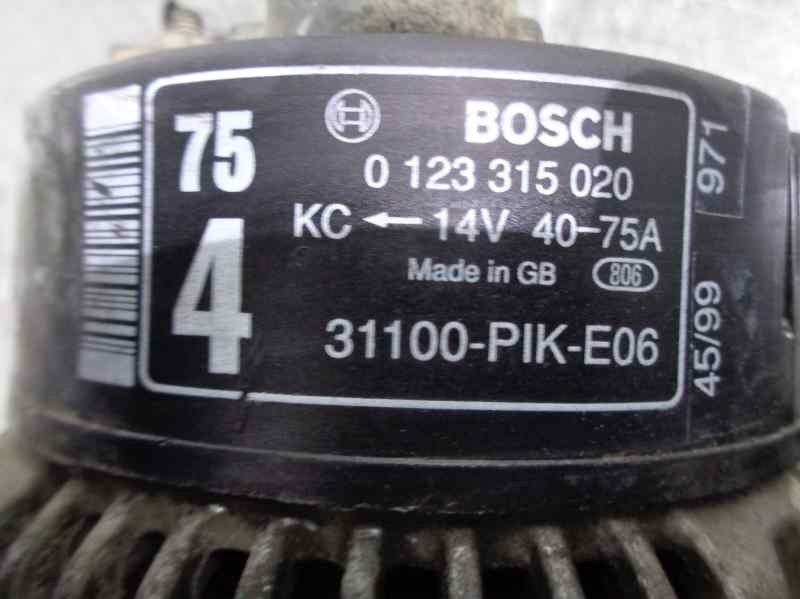 75
4
BOSCH
0 123 315 020
KC ← 14V 40-75A
Made in GB 806
31100-PIK-E06
971
45/99